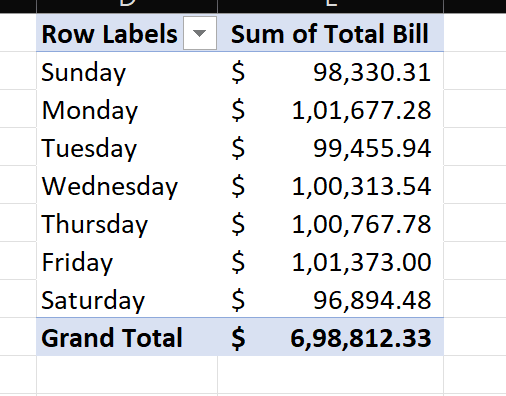 Row Labels Sum of Total Bill
Sunday $ 98,330.31
Monday $ 1,01,677.28
Tuesday $ 99,455.94
Wednesday $ 1,00,313.54
Thursday $ 1,00,767.78
Friday $ 1,01,373.00
Saturday $ 96,894.48
Grand Total $ 6,98,812.33